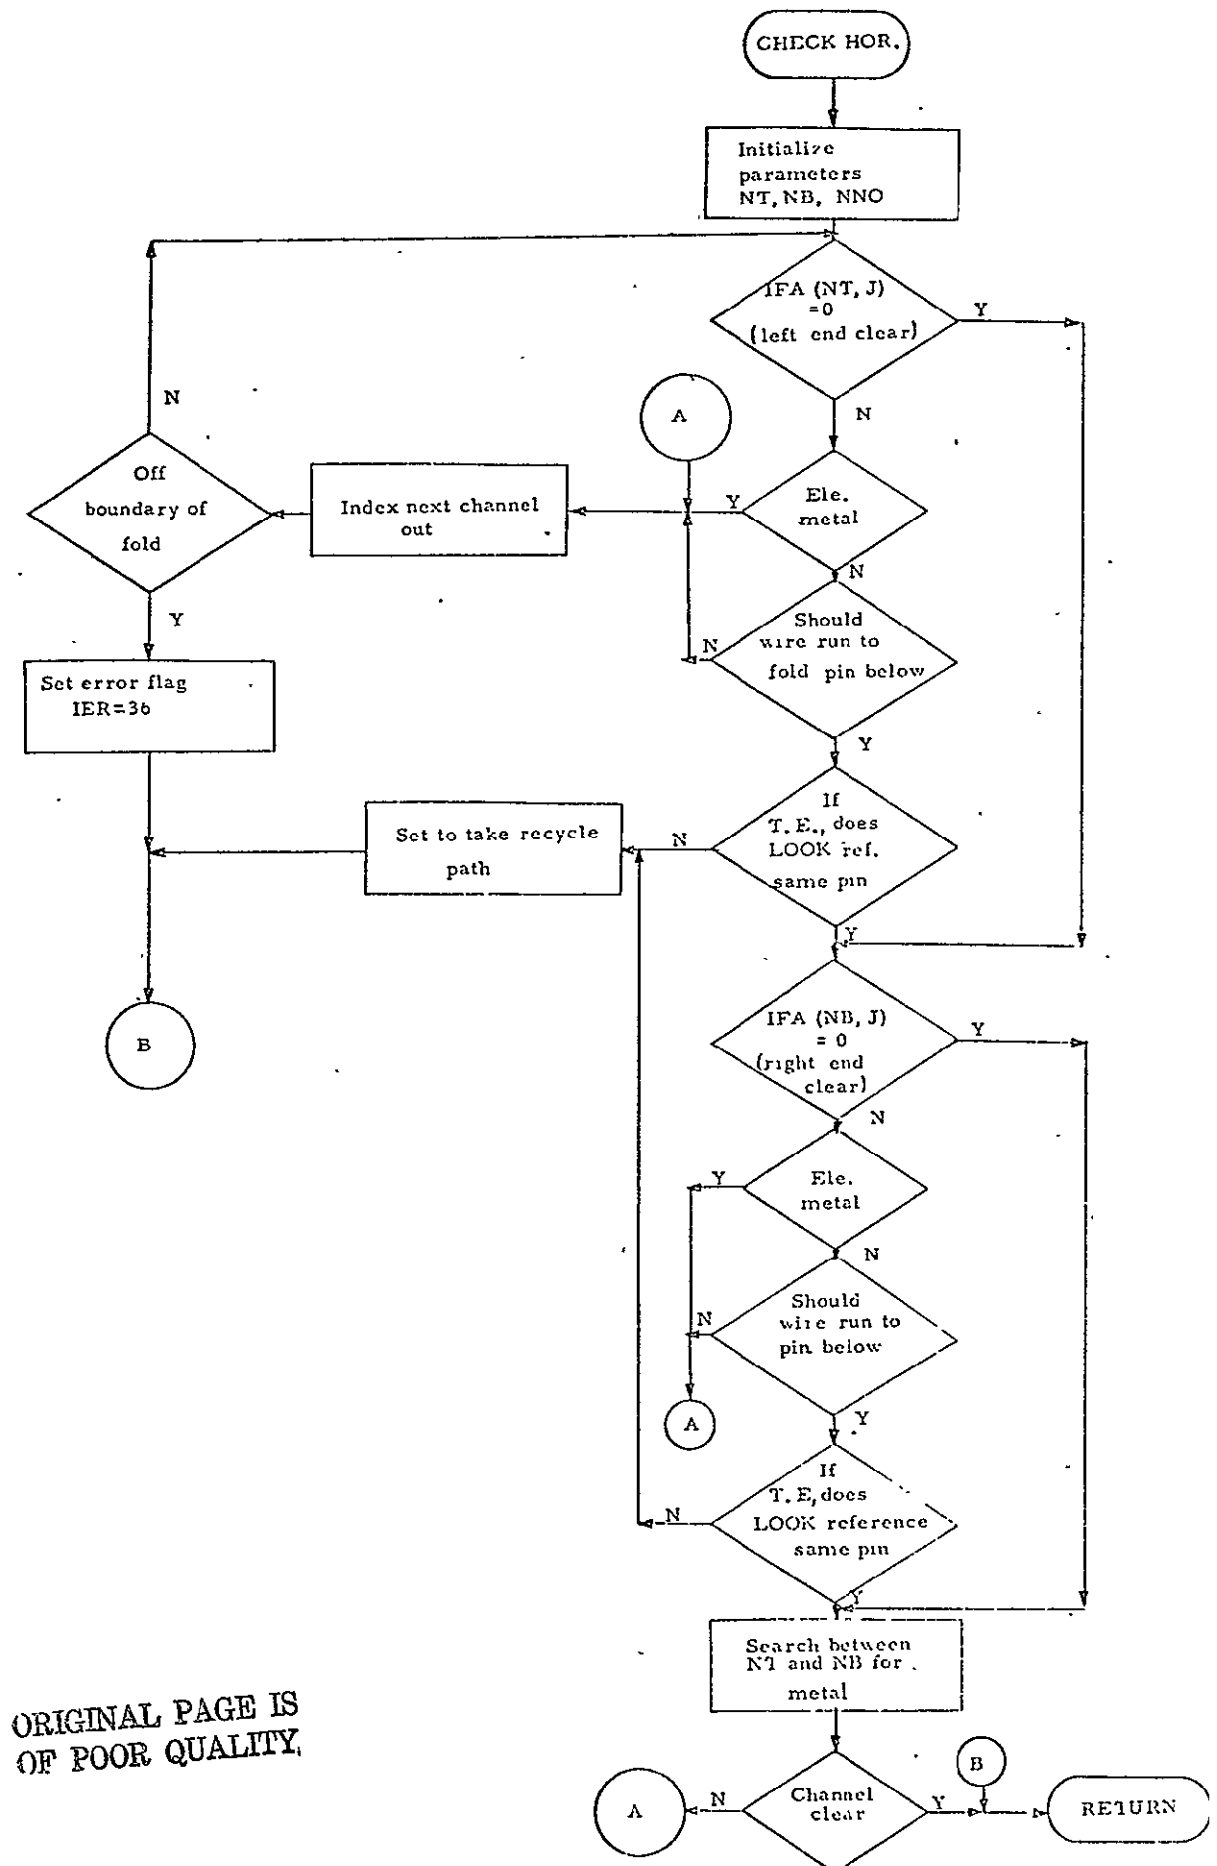 CHECK HOR.
Initialize
parameters
NT, NB, NNO
IFA (NT, J)
=0
(left end clear)
Y
N
A
N
Off
boundary of
fold
Index next channel
out
Y
Ele.
metal
N
Y
Should
wire run to
fold pin below
N
Set error flag
IER=36
Y
If
T. E., does
LOOK ref.
same pin
N
Set to take recycle
path
Y
B
IFA (NB, J)
= 0
(right end
clear)
Y
N
Y
Ele.
metal
N
Should
wire run to
pin below
N
A
Y
If
T. E, does
LOOK reference
same pin
N
Y
Search between
NT and NB for
metal
ORIGINAL PAGE IS
OF POOR QUALITY
B
A
N
Channel
clear
Y
RETURN